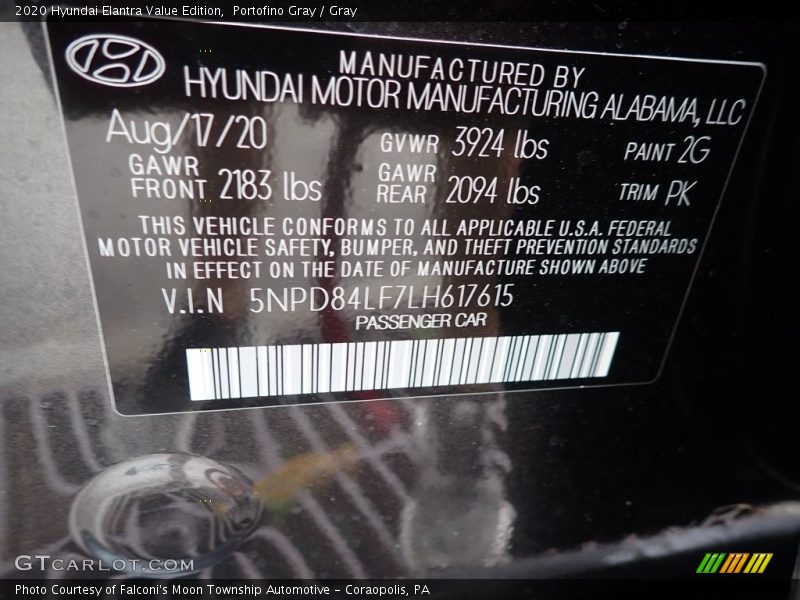 2020 Hyundai Elantra Value Edition,  Portofino Gray / Gray
MANUFACTURED BY
HYUNDAI MOTOR MANUFACTURING ALABAMA, LLC
Aug/17/20 GVWR 3924 lbs PAINT 2G
GAWR FRONT 2183 lbs GAWR REAR 2094 lbs TRIM PK
THIS VEHICLE CONFORMS TO ALL APPLICABLE U.S.A. FEDERAL
MOTOR VEHICLE SAFETY, BUMPER, AND THEFT PREVENTION STANDARDS
IN EFFECT ON THE DATE OF MANUFACTURE SHOWN ABOVE
V.I.N 5NPD84LF7LH617615
PASSENGER CAR
GTCARLOT.COM
Photo Courtesy of Falconi's Moon Township Automotive – Coraopolis, PA